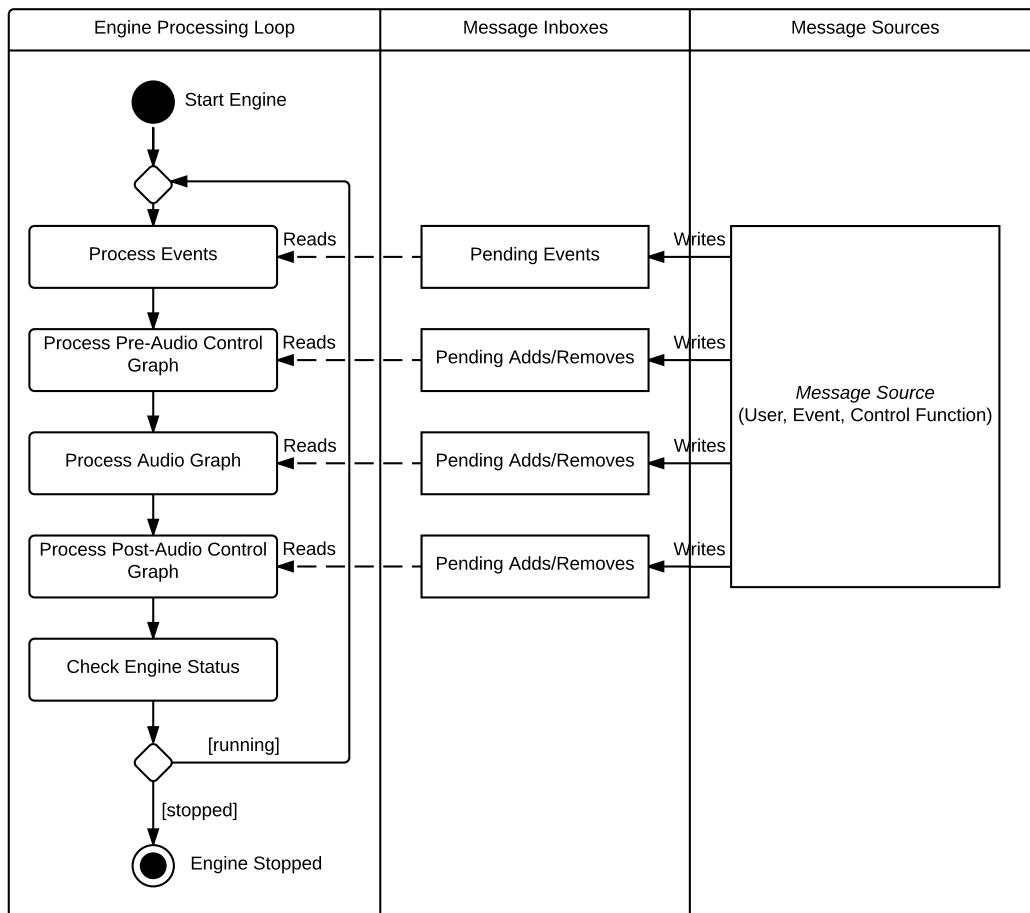 Engine Processing Loop
Message Inboxes
Message Sources
Start Engine
Process Events
Reads
Pending Events
Writes
Process Pre-Audio Control
Graph
Reads
Pending Adds/Removes
Writes
Message Source
(User, Event, Control Function)
Process Audio Graph
Reads
Pending Adds/Removes
Writes
Process Post-Audio Control
Graph
Reads
Pending Adds/Removes
Writes
Check Engine Status
[running]
[stopped]
Engine Stopped